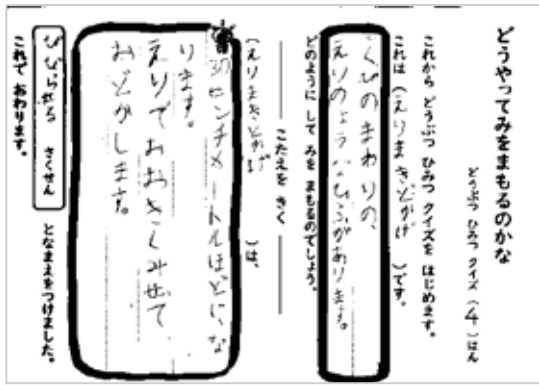 どうやってみをまもるのかな
どうぶつ ひみつ クイズ（4）はん
これから どうぶつ ひみつ クイズを はじめます。
これは（えりまきとかげ）です。
くびのまわりの、
えりのようなひふがあります。
どのように して みを まもるのでしょう。
こたえを きく
（えりまきとかげ）は、
30センチメートルほどに、な
ります。
えりでおおきくみせて
おどかします。
びびらせる さくせん となまえをつけました。
これで おわります。